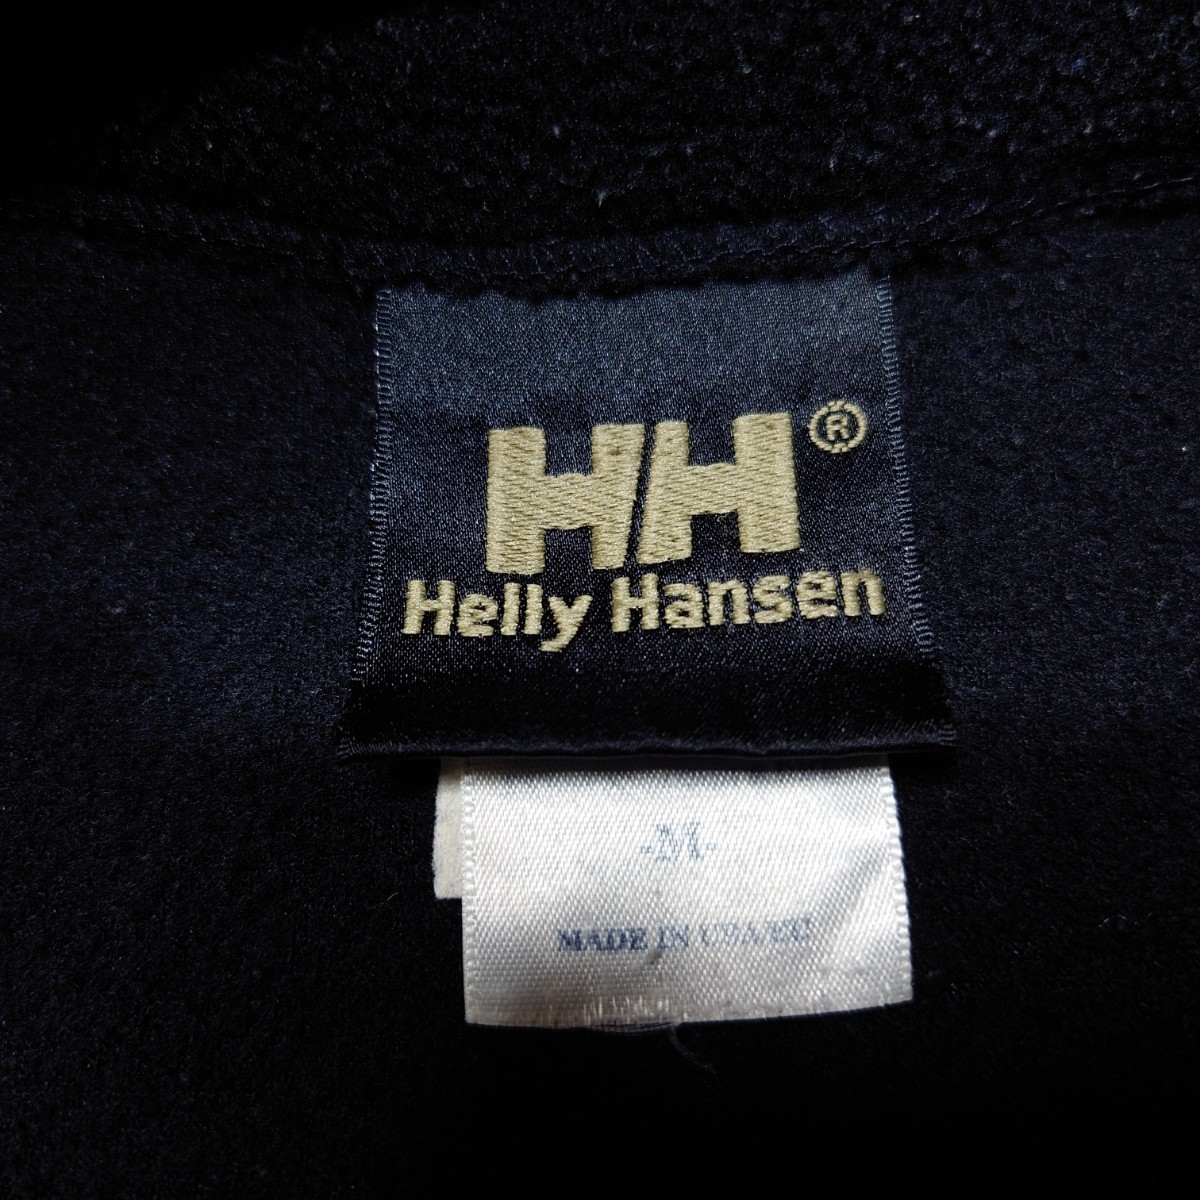 HH®
Helly Hansen
-M-
MADE IN